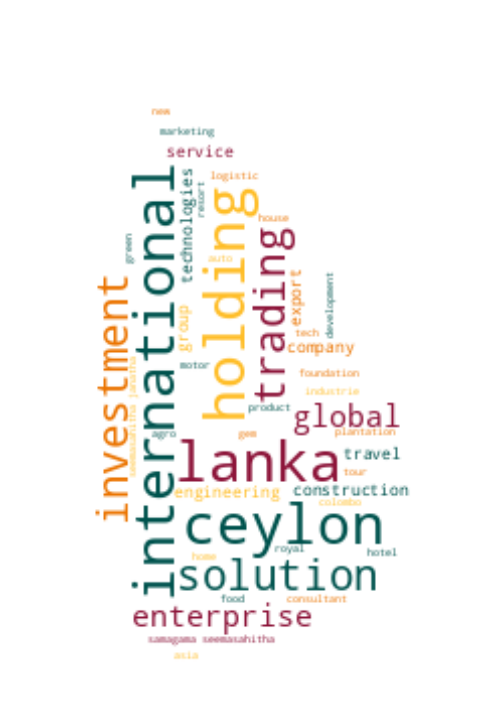 new
marketing
service
international
technologies
resort
logistic
holding
house
trading
green
auto
investment
export
development
group
tech
company
motor
foundation
seemasahitha janatha
industrie
product
global
agro
gem
plantation
lanka
travel
tour
engineering
construction
colombo
ceylon
royal
hotel
home
solution
food
consultant
enterprise
samagama seemasahitha
asia